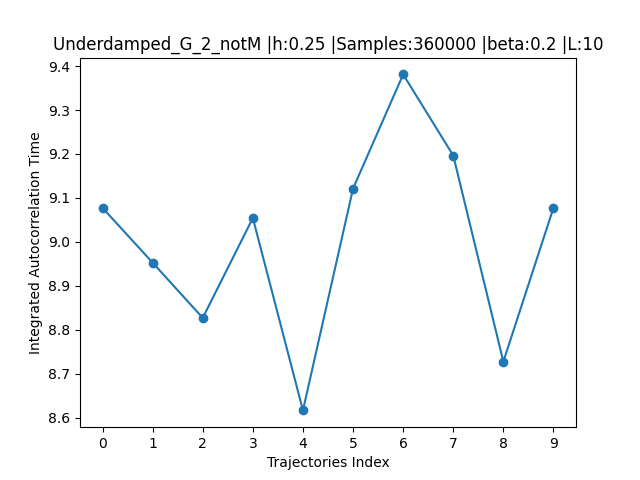 Underdamped_G_2_notM |h:0.25 |Samples:360000 |beta:0.2 |L:10
9.4
9.3
9.2
9.1
9.0
8.9
8.8
8.7
8.6
Integrated Autocorrelation Time
0 1 2 3 4 5 6 7 8 9
Trajectories Index